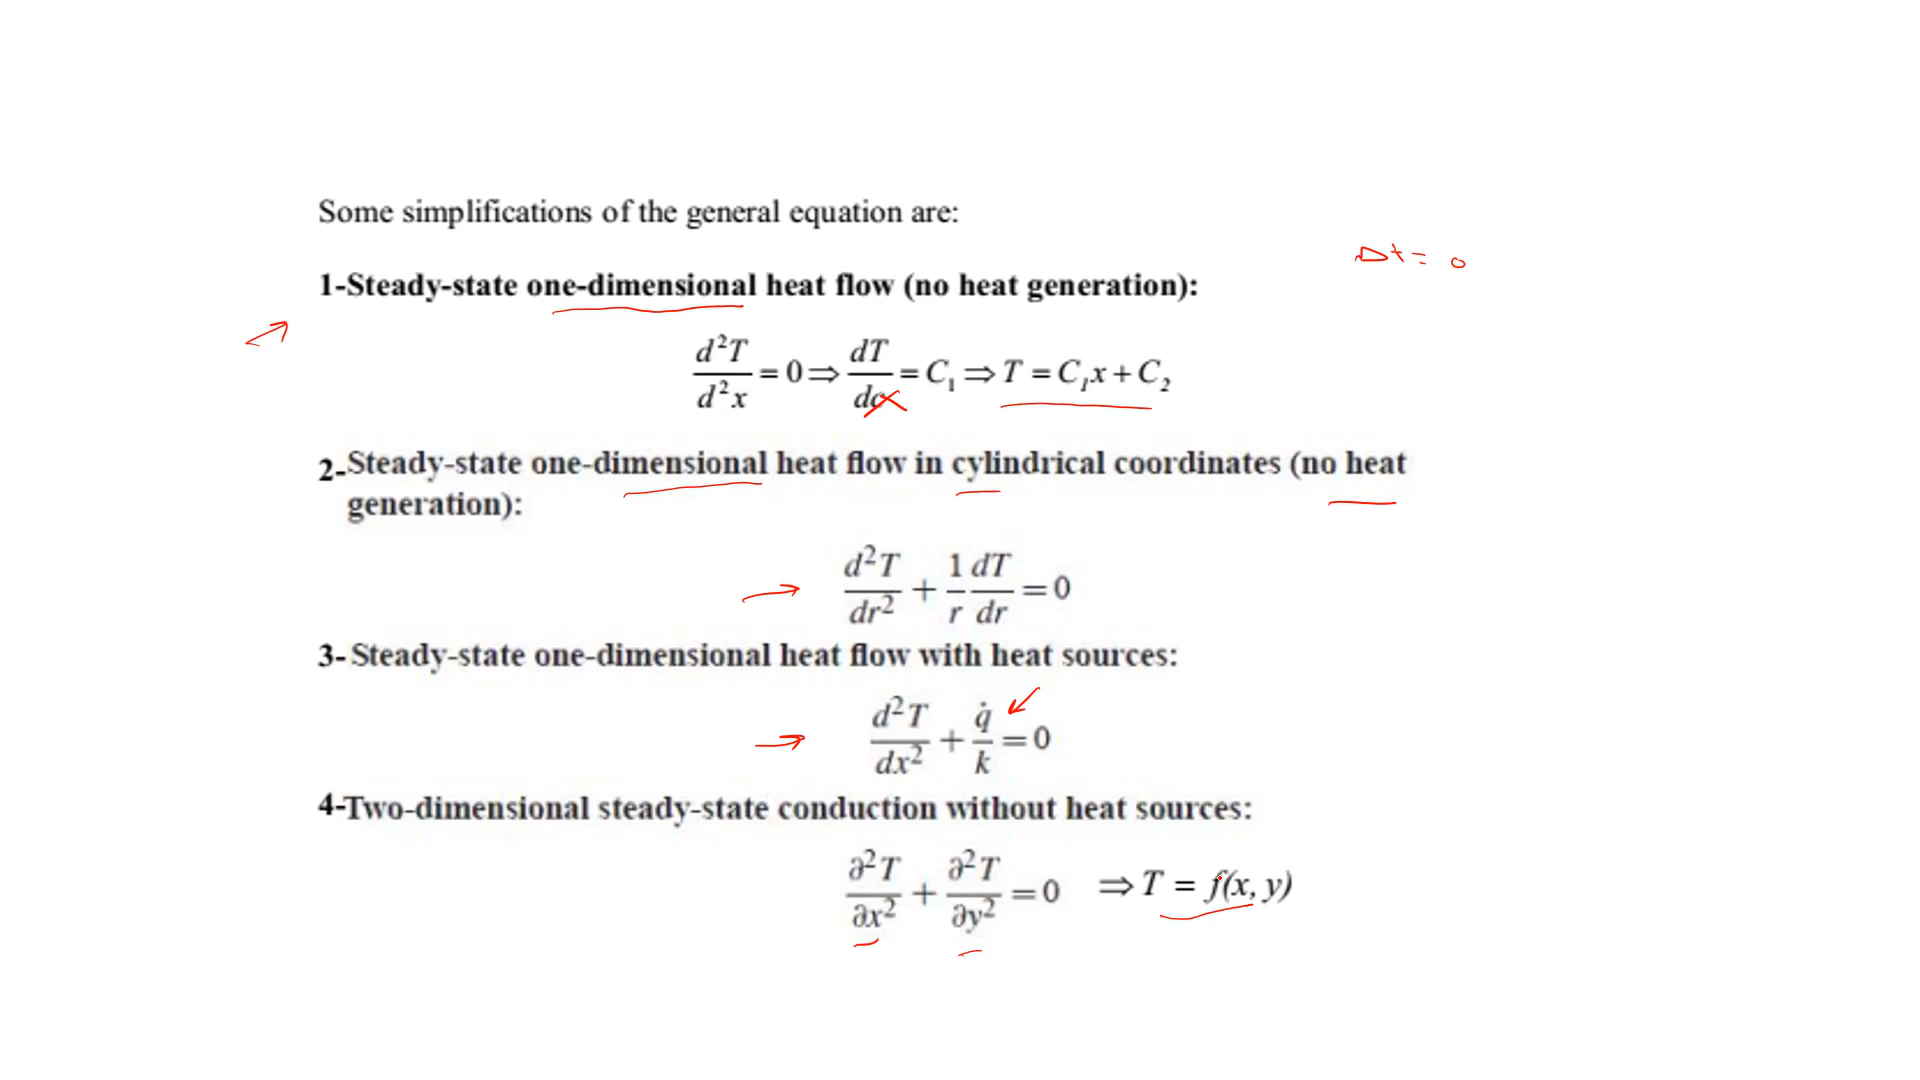 Some simplifications of the general equation are:
Δt = 0
1-Steady-state one-dimensional heat flow (no heat generation):
d²T/d²x = 0 ⇒ dT/dx = C₁ ⇒ T = C₁x + C₂
2-Steady-state one-dimensional heat flow in cylindrical coordinates (no heat
generation):
d²T/dr² + 1/r dT/dr = 0
3-Steady-state one-dimensional heat flow with heat sources:
d²T/dx² + q̇/k = 0
4-Two-dimensional steady-state conduction without heat sources:
∂²T/∂x² + ∂²T/∂y² = 0 ⇒ T = f(x, y)